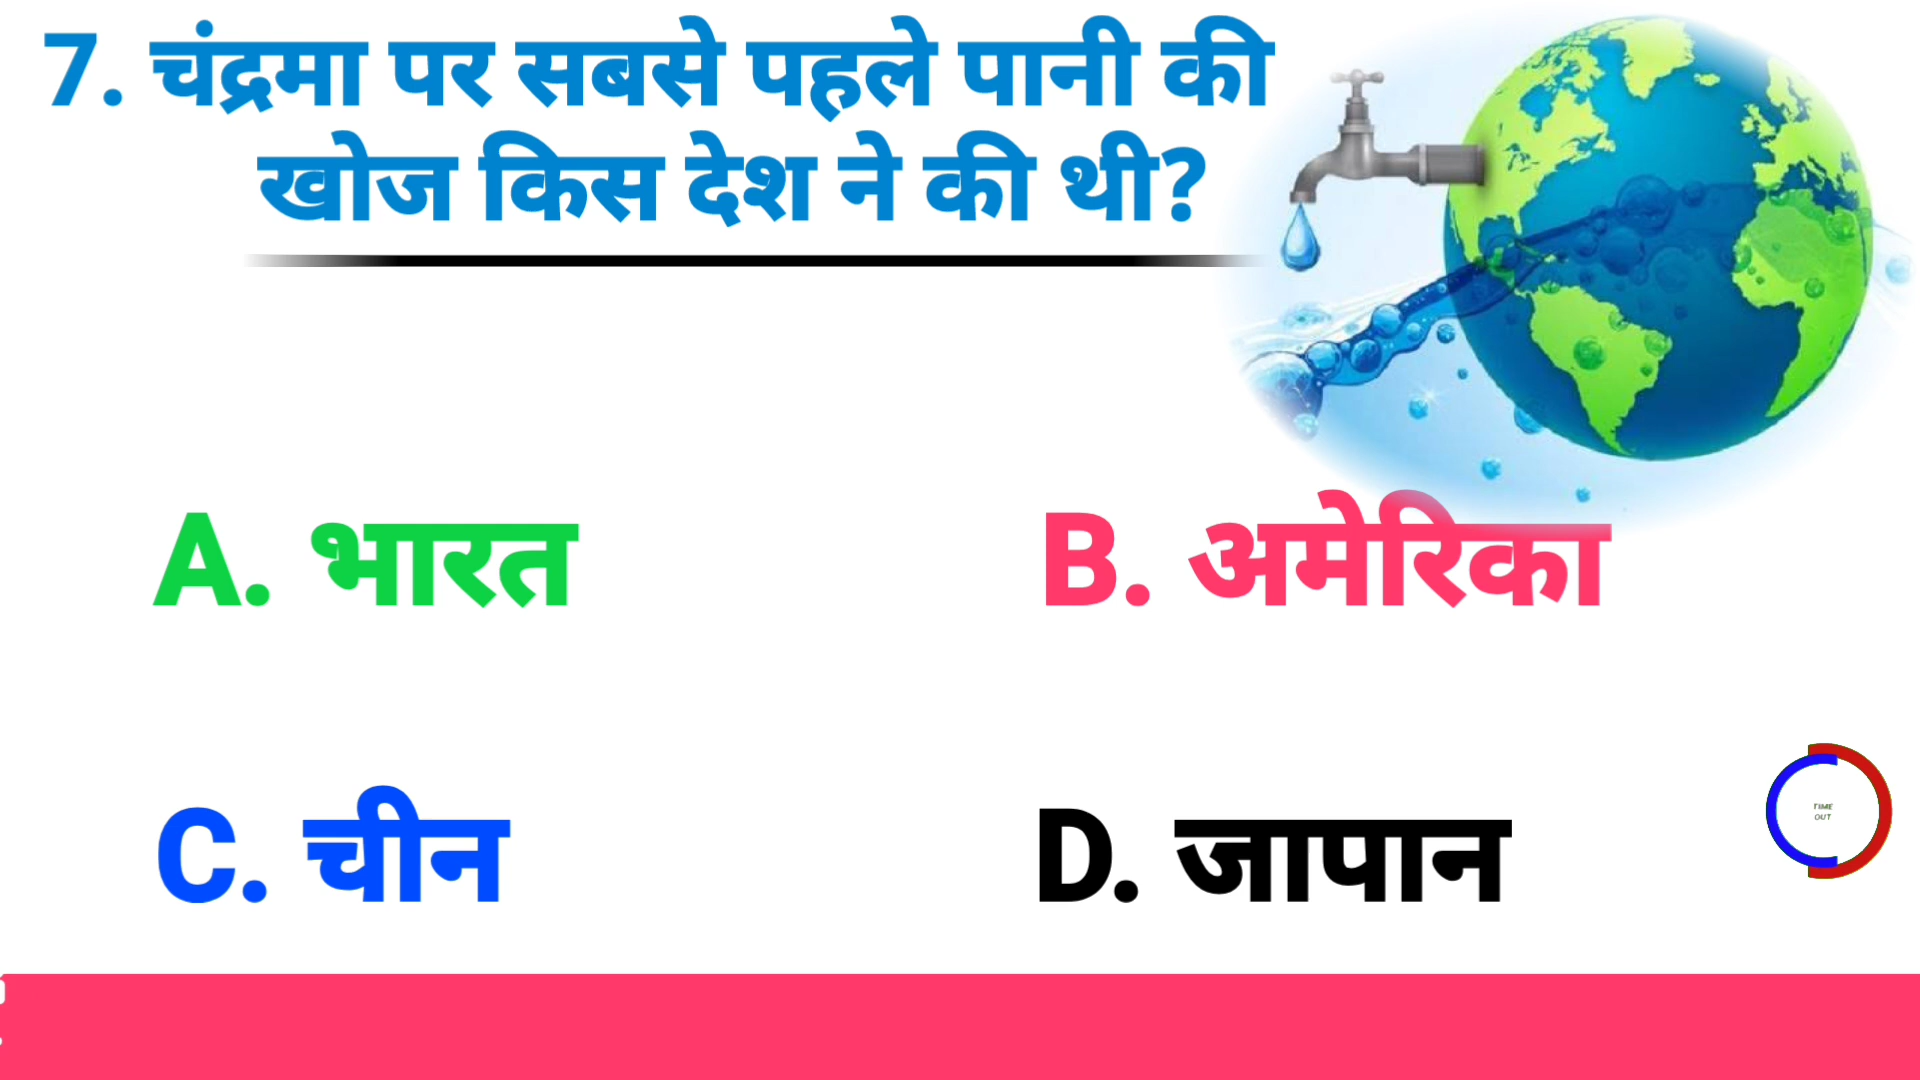 7. चंद्रमा पर सबसे पहले पानी की
खोज किस देश ने की थी?
A. भारत
B. अमेरिका
C. चीन
D. जापान
TIME
OUT